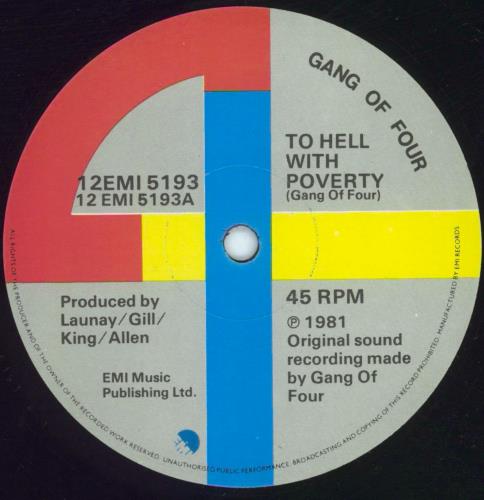 GANG OF FOUR
12EMI 5193
12 EMI 5193A
TO HELL
WITH
POVERTY
(Gang Of Four)
Produced by
Launay/Gill/
King/Allen
EMI Music
Publishing Ltd.
45 RPM
℗ 1981
Original sound
recording made
by Gang Of
Four
ALL RIGHTS OF THE PRODUCER AND OF THE OWNER OF THE RECORDED WORK RESERVED. UNAUTHORISED PUBLIC PERFORMANCE, BROADCASTING AND COPYING OF THIS RECORD PROHIBITED. MANUFACTURED BY EMI RECORDS